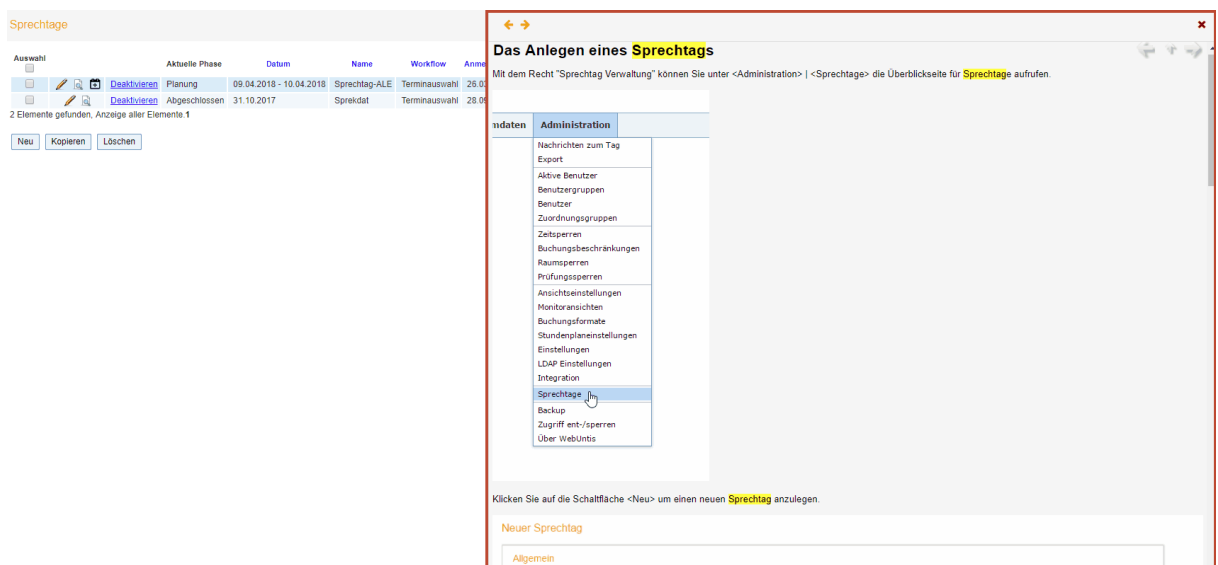 Sprechtage
Auswahl
Aktuelle Phase Datum Name Workflow Anme
Deaktivieren Planung 09.04.2018 - 10.04.2018 Sprechtag-ALE Terminauswahl 26.03
Deaktivieren Abgeschlossen 31.10.2017 Sprekdat Terminauswahl 28.09
2 Elemente gefunden, Anzeige aller Elemente.1
Neu Kopieren Löschen
Das Anlegen eines Sprechtags
Mit dem Recht "Sprechtag Verwaltung" können Sie unter <Administration> | <Sprechtage> die Überblickseite für Sprechtage aufrufen.
mdaten Administration
Nachrichten zum Tag
Export
Aktive Benutzer
Benutzergruppen
Benutzer
Zuordnungsgruppen
Zeitsperren
Buchungsbeschränkungen
Raumsperren
Prüfungssperren
Ansichtseinstellungen
Monitoransichten
Buchungsformate
Stundenplaneinstellungen
Einstellungen
LDAP Einstellungen
Integration
Sprechtage
Backup
Zugriff ent-/sperren
Über WebUntis
Klicken Sie auf die Schaltfläche <Neu> um einen neuen Sprechtag anzulegen.
Neuer Sprechtag
Allgemein